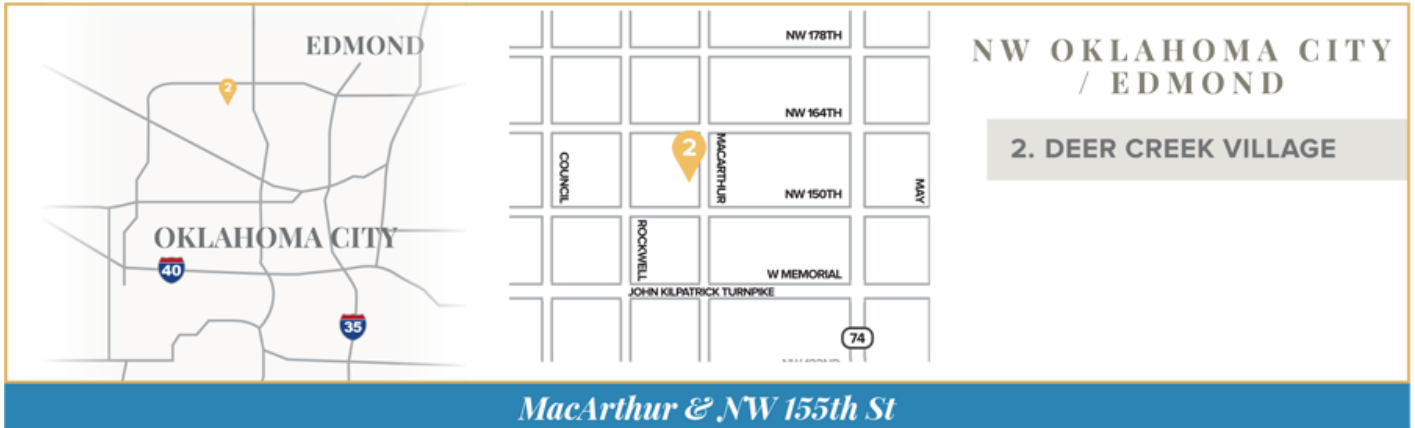 EDMOND
2
OKLAHOMA CITY
40
35
NW 178TH
NW 164TH
2
MACARTHUR
COUNCIL
NW 150TH
MAY
ROCKWELL
W MEMORIAL
JOHN KILPATRICK TURNPIKE
74
NW OKLAHOMA CITY
/ EDMOND
2. DEER CREEK VILLAGE
MacArthur & NW 155th St